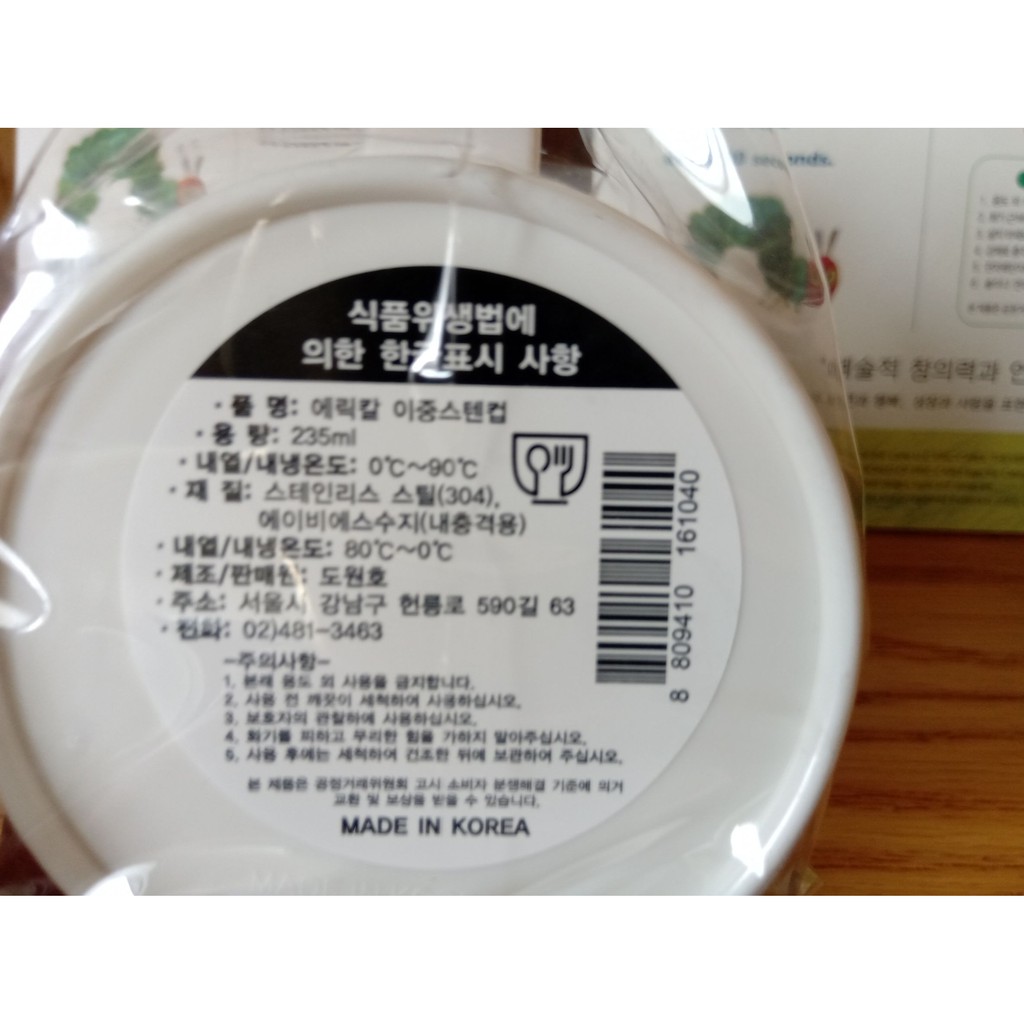 seconds.
식품위생법에
의한 한글표시 사항
· 품 명: 에릭칼 이중스텐컵
· 용 량: 235ml
· 내열/내냉온도: 0℃~90℃
· 재 질: 스테인리스 스틸(304),
에이비에스수지(내충격용)
· 내열/내냉온도: 80℃~0℃
· 제조/판매원: 도원호
· 주소: 서울시 강남구 헌릉로 590길 63
· 전화: 02)481-3463
-주의사항-
1. 본래 용도 외 사용을 금지합니다.
2. 사용 전 깨끗이 세척하여 사용하십시오.
3. 보호자의 관찰하에 사용하십시오.
4. 화기를 피하고 무리한 힘을 가하지 말아주십시오.
5. 사용 후에는 세척하여 건조한 뒤에 보관하여 주십시오.
본 제품은 공정거래위원회 고시 소비자 분쟁해결 기준에 의거
교환 및 보상을 받을 수 있습니다.
MADE IN KOREA
8 809410 161040
예술적 창의력과